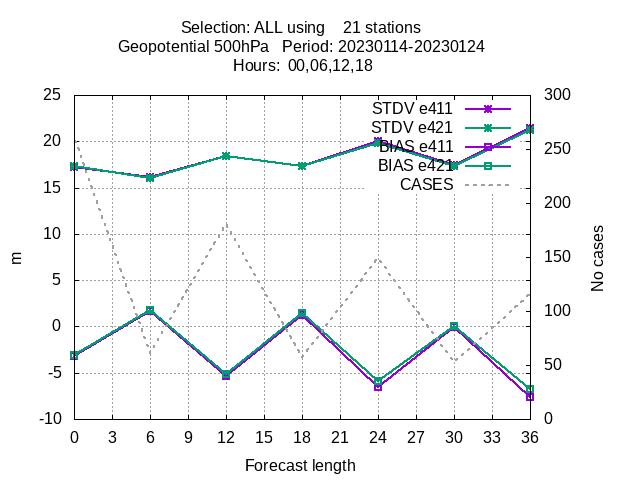 Selection: ALL using 21 stations
Geopotential 500hPa Period: 20230114-20230124
Hours: 00,06,12,18
25
20
15
10
5
0
-5
-10
m
300
250
200
150
100
50
0
No cases
STDV e411
STDV e421
BIAS e411
BIAS e421
CASES
0 3 6 9 12 15 18 21 24 27 30 33 36
Forecast length